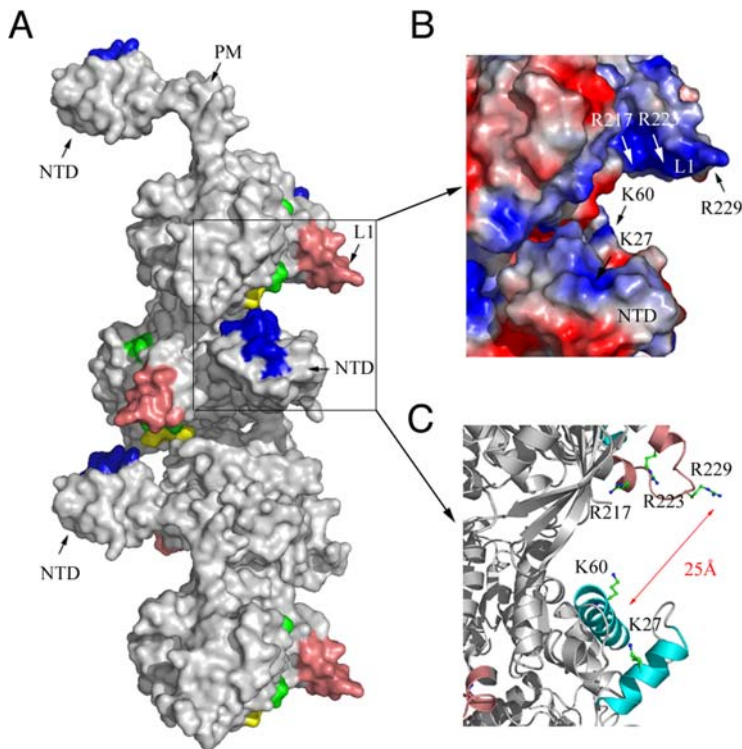 A
PM
NTD
L1
NTD
NTD
B
R217 R223
L1
R229
K60
K27
NTD
C
R229
R223
R217
K60
25Å
K27